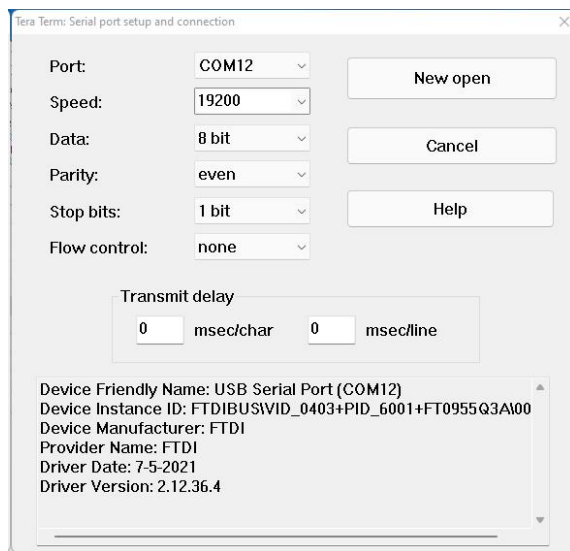 Tera Term: Serial port setup and connection
Port: COM12
New open
Speed: 19200
Data: 8 bit
Cancel
Parity: even
Stop bits: 1 bit
Help
Flow control: none
Transmit delay
0 msec/char 0 msec/line
Device Friendly Name: USB Serial Port (COM12)
Device Instance ID: FTDIBUS\VID_0403+PID_6001+FT0955Q3A\00
Device Manufacturer: FTDI
Provider Name: FTDI
Driver Date: 7-5-2021
Driver Version: 2.12.36.4